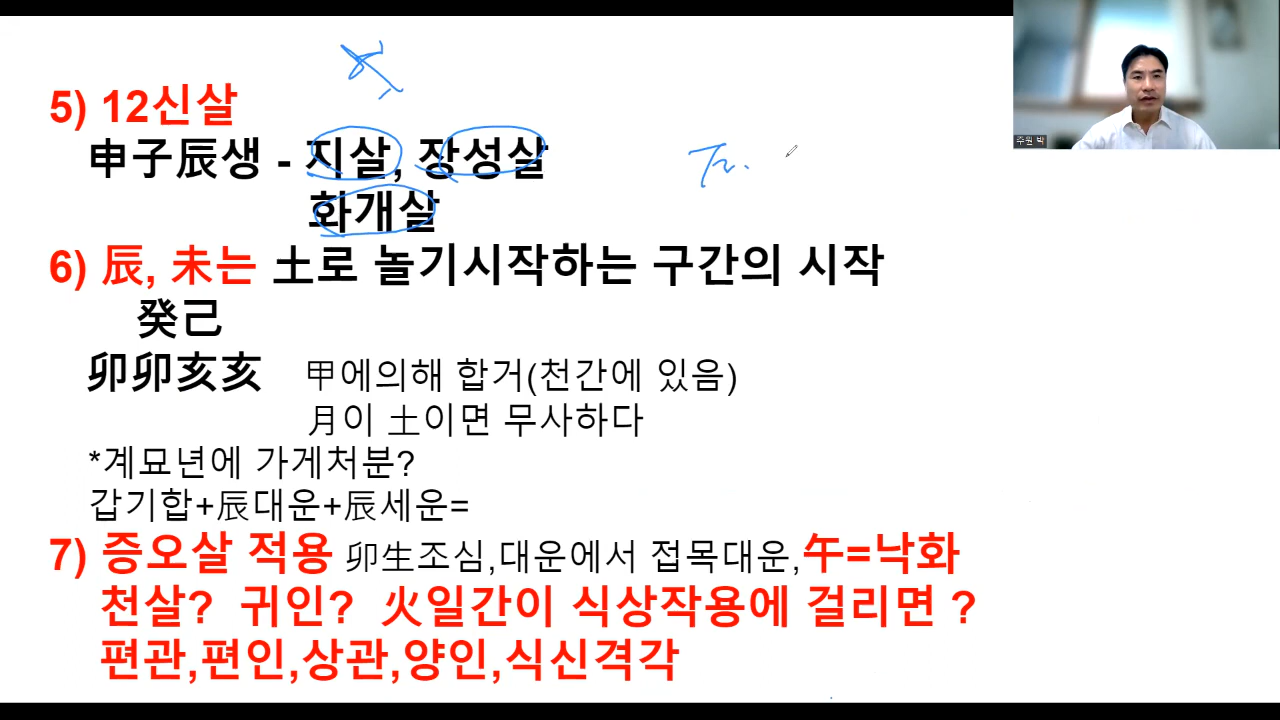 5) 12신살
申子辰생 - 지살, 장성살
화개살
6) 辰, 未는 土로 놀기시작하는 구간의 시작
癸己
卯卯亥亥 甲에의해 합거(천간에 있음)
月이 土이면 무사하다
*계묘년에 가게처분?
갑기합+辰대운+辰세운=
7) 증오살 적용 卯生조심,대운에서 접목대운,午=낙화
천살? 귀인? 火일간이 식상작용에 걸리면 ?
편관,편인,상관,양인,식신격각
주원 박